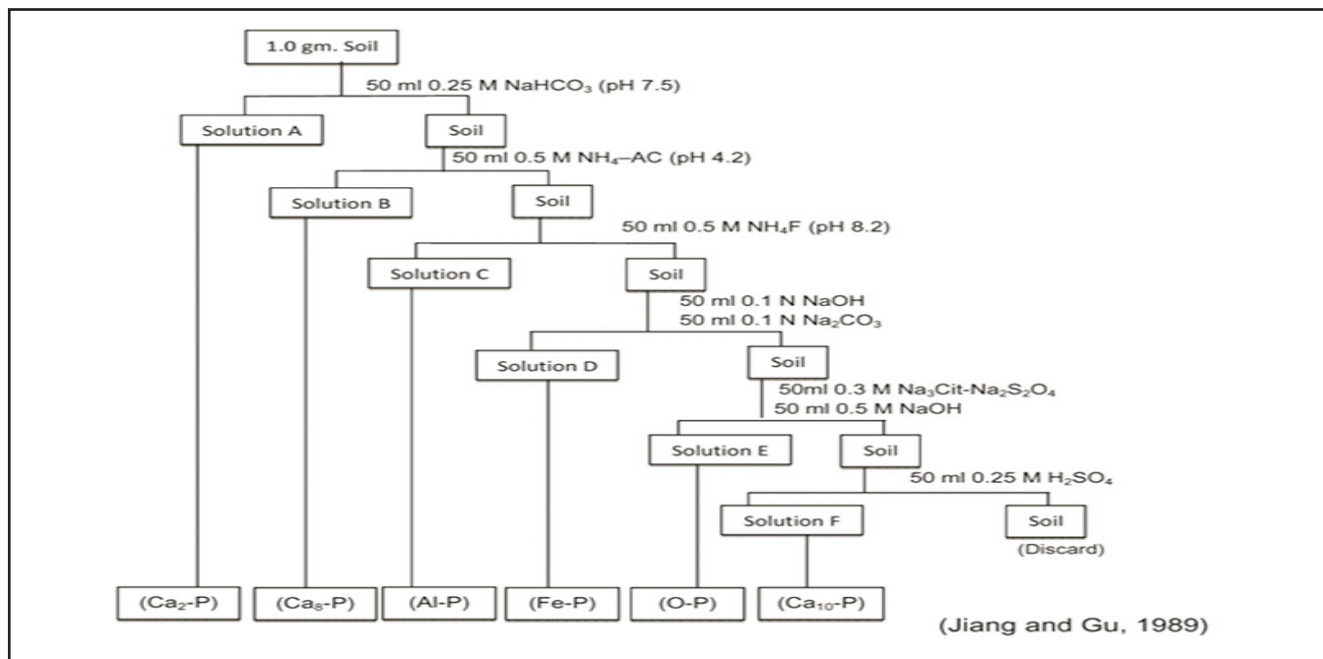 1.0 gm. Soil
50 ml 0.25 M NaHCO₃ (pH 7.5)
Solution A
Soil
50 ml 0.5 M NH₄–AC (pH 4.2)
Solution B
Soil
50 ml 0.5 M NH₄F (pH 8.2)
Solution C
Soil
50 ml 0.1 N NaOH
50 ml 0.1 N Na₂CO₃
Solution D
Soil
50ml 0.3 M Na₃Cit-Na₂S₂O₄
50 ml 0.5 M NaOH
Solution E
Soil
50 ml 0.25 M H₂SO₄
Solution F
Soil
(Discard)
(Ca₂-P)
(Ca₈-P)
(Al-P)
(Fe-P)
(O-P)
(Ca₁₀-P)
(Jiang and Gu, 1989)